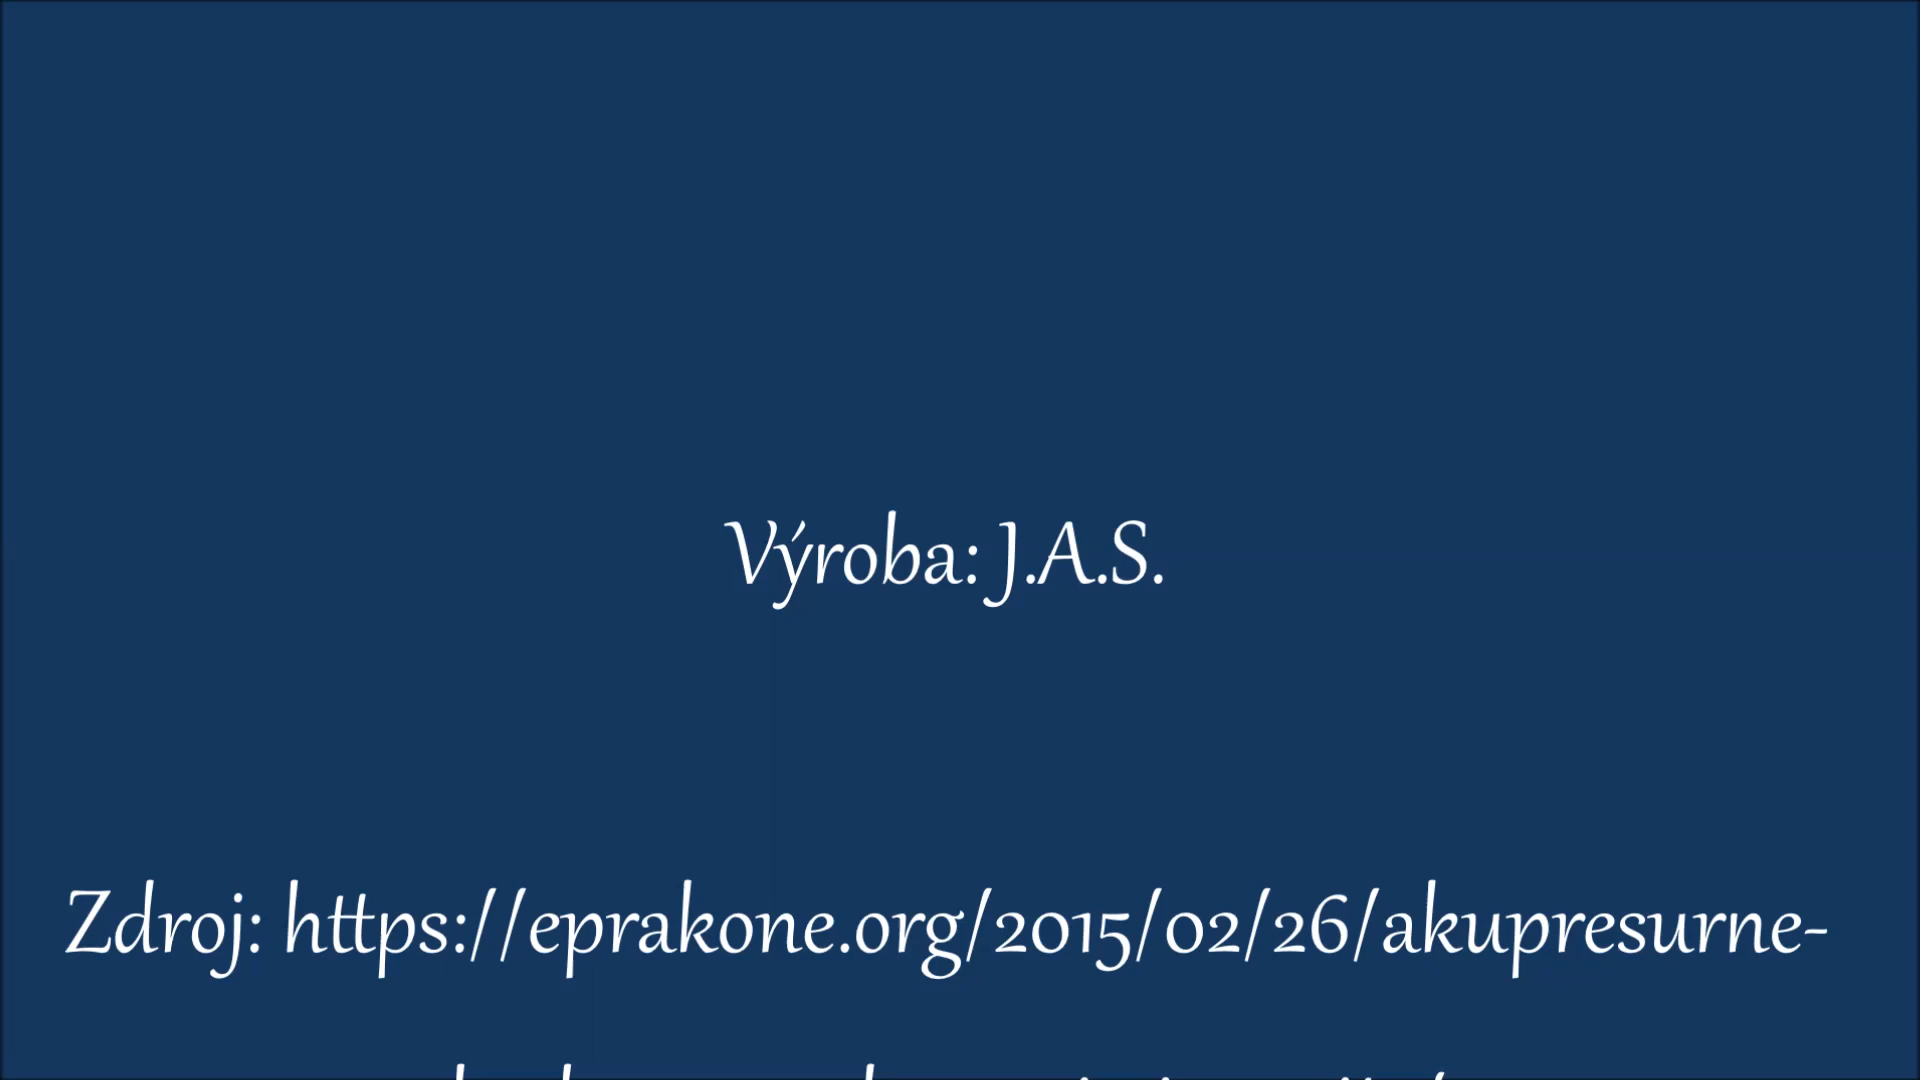 Výroba: J.A.S.
Zdroj: https://eprakone.org/2015/02/26/akupresurne-